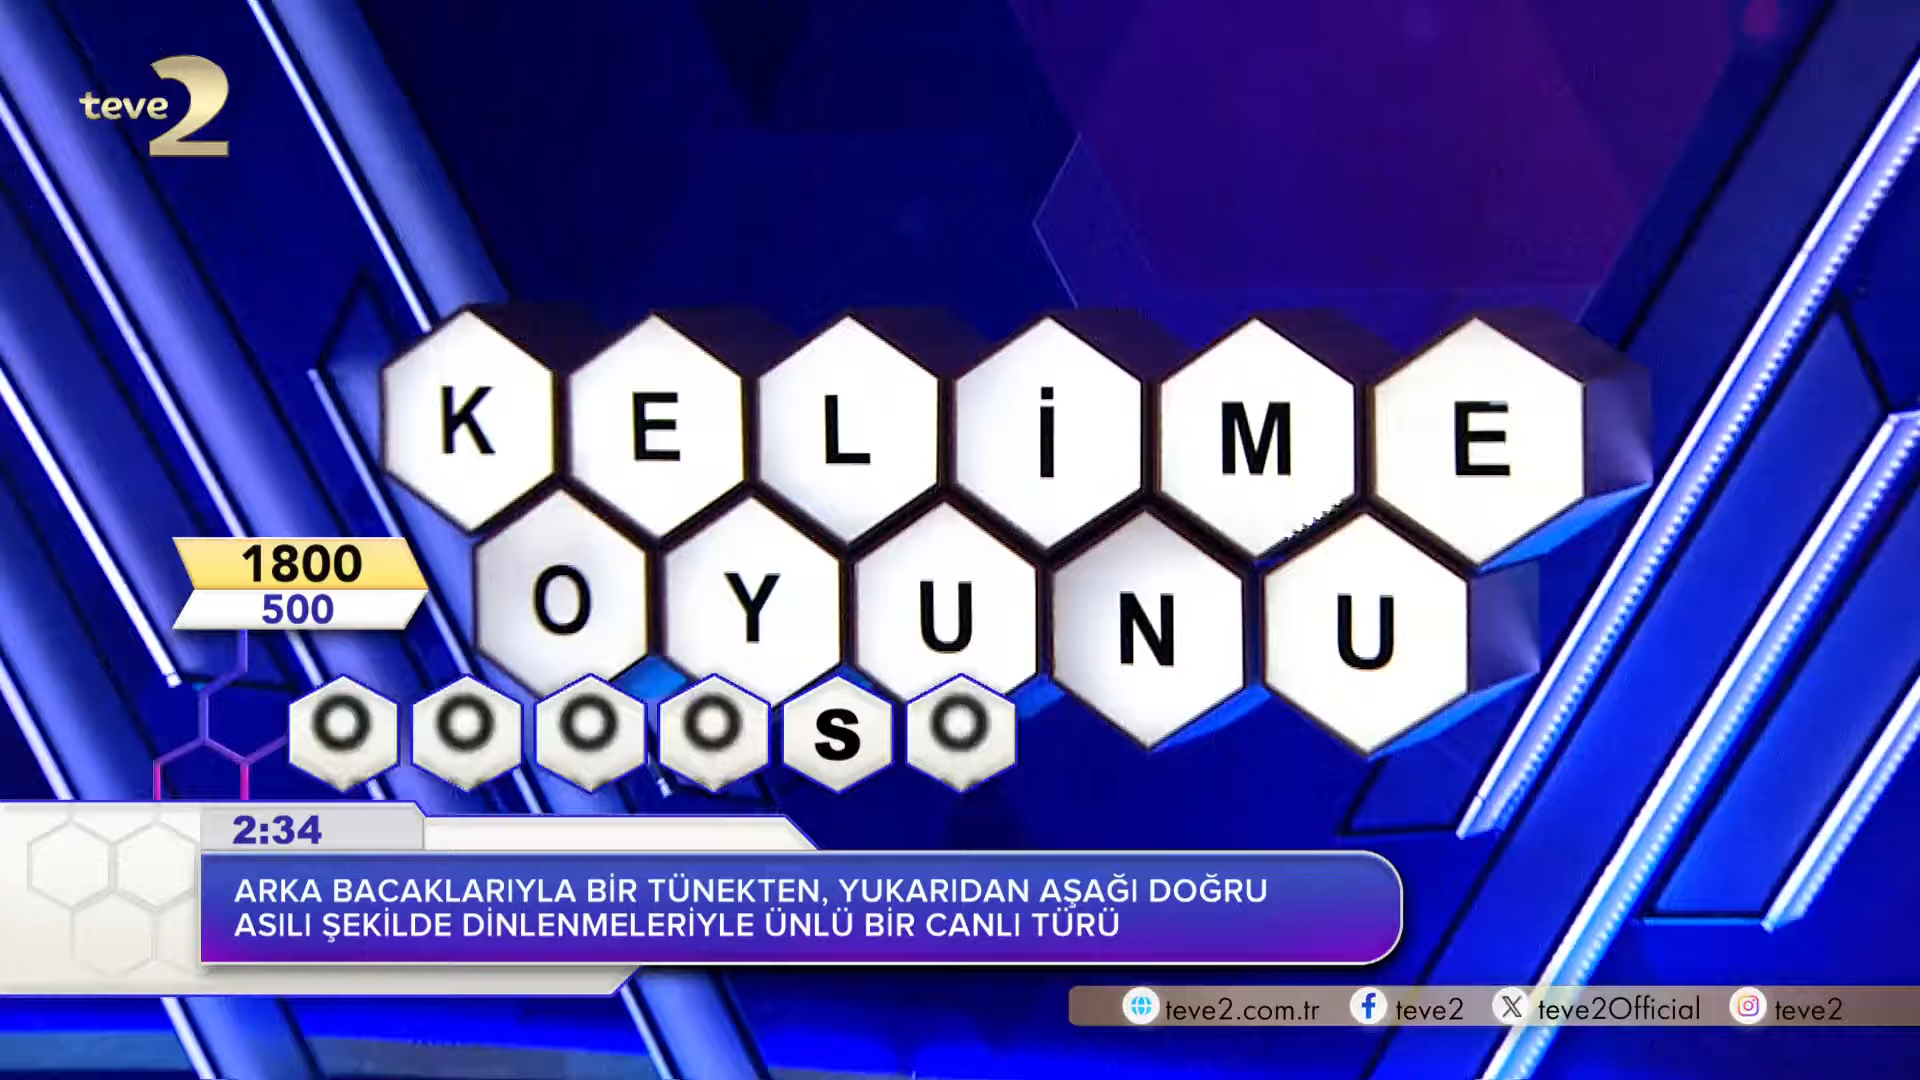 teve2
KELİME
OYUNU
1800
500
S
2:34
ARKA BACAKLARIYLA BİR TÜNEKTEN, YUKARIDAN AŞAĞI DOĞRU
ASILI ŞEKİLDE DİNLENMELERİYLE ÜNLÜ BİR CANLI TÜRÜ
teve2.com.tr teve2 teve2Official teve2